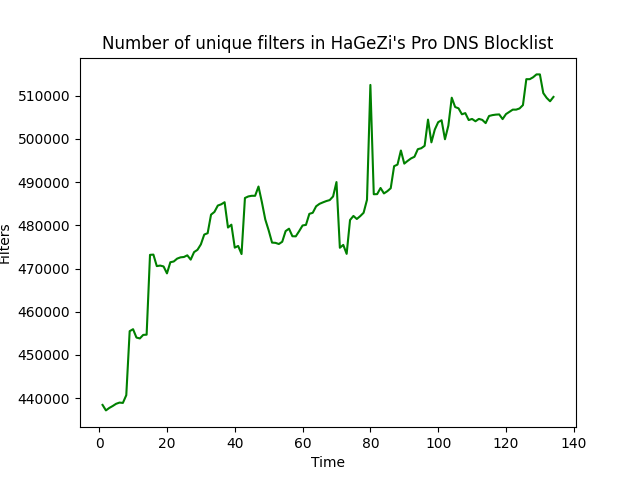 Number of unique filters in HaGeZi's Pro DNS Blocklist
510000
500000
490000
480000
470000
460000
450000
440000
Filters
0 20 40 60 80 100 120 140
Time